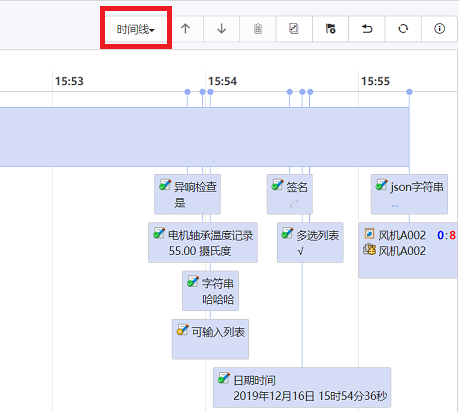 时间线
15:53 15:54 15:55
异响检查
是
签名
json字符串
...
电机轴承温度记录
55.00 摄氏度
多选列表
√
风机A002 0:8
风机A002
字符串
哈哈哈
可输入列表
日期时间
2019年12月16日 15时54分36秒